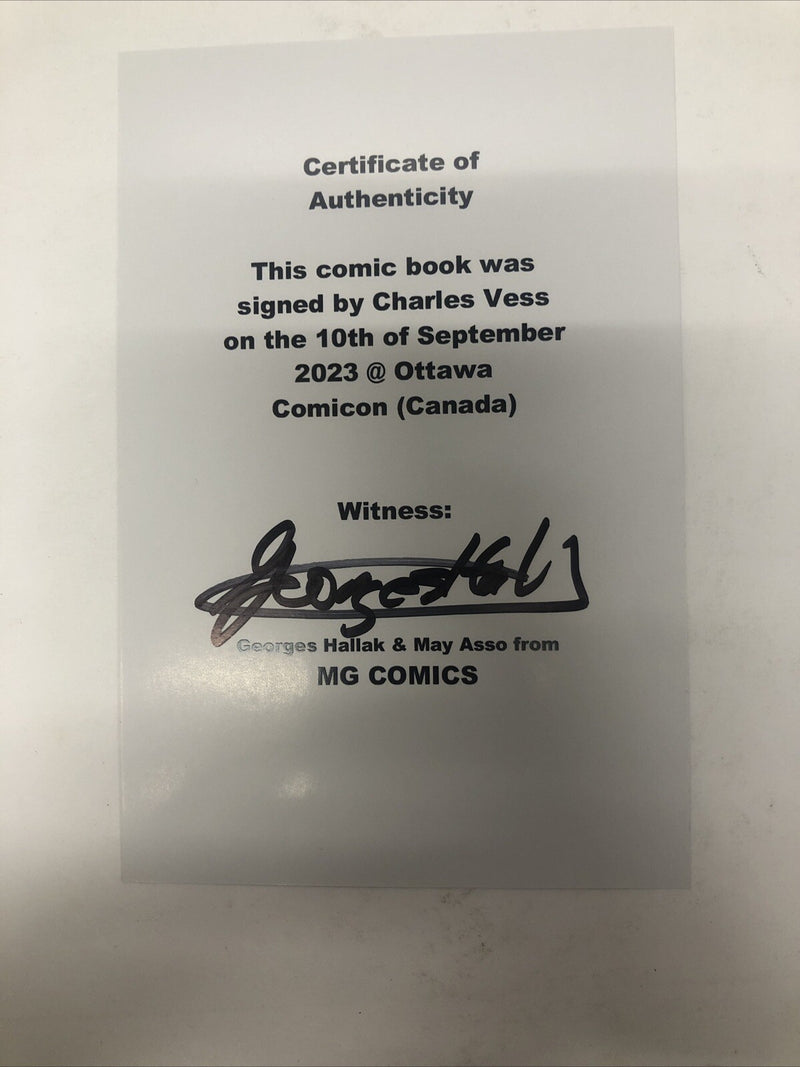 Certificate of
Authenticity
This comic book was
signed by Charles Vess
on the 10th of September
2023 @ Ottawa
Comicon (Canada)
Witness:
Georges Hallak & May Asso from
MG COMICS